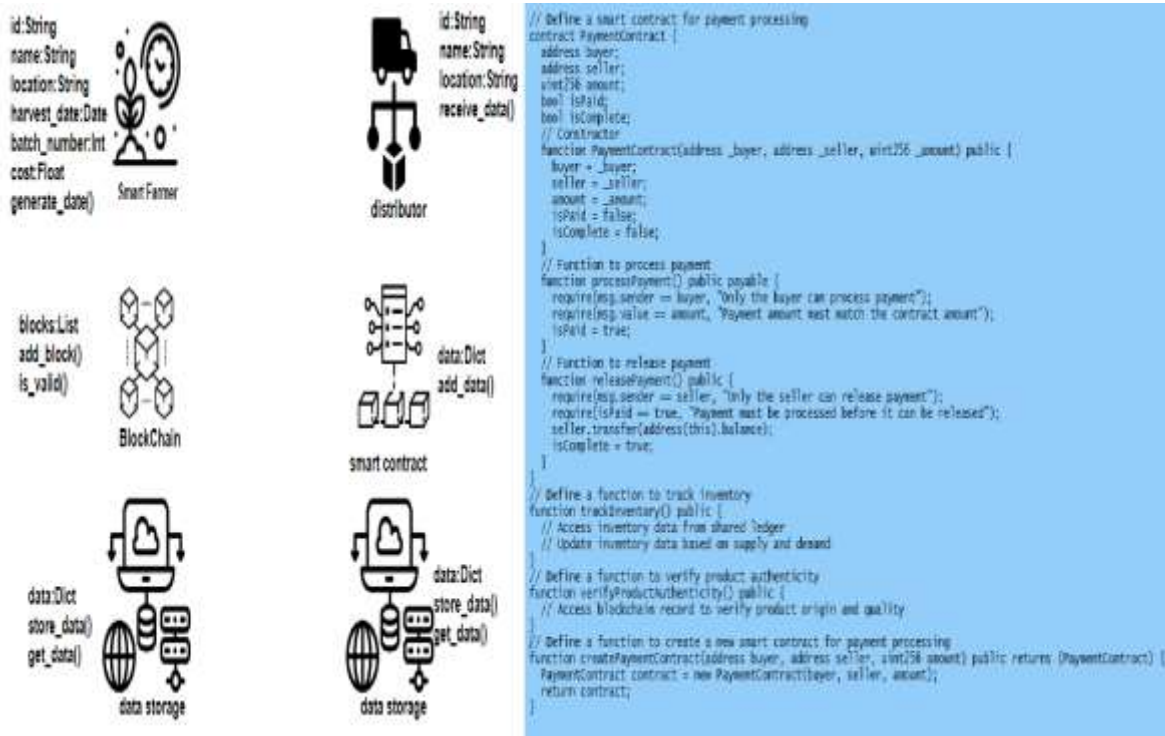 id:String
name:String
location:String
harvest_date:Date
batch_number:Int
cost:Float
generate_date()
Smart Farmer
id:String
name:String
location:String
receive_data()
distributor
blocks:List
add_block()
is_valid()
BlockChain
data:Dict
add_data()
smart contract
data:Dict
store_data()
get_data()
data storage
data:Dict
store_data()
get_data()
data storage
// Define a smart contract for payment processing
contract PaymentContract {
address buyer;
address seller;
uint256 amount;
bool isPaid;
bool isComplete;
// Constructor
function PaymentContract(address _buyer, address _seller, uint256 _amount) public {
buyer = _buyer;
seller = _seller;
amount = _amount;
isPaid = false;
isComplete = false;
}
// Function to process payment
function processPayment() public payable {
require(msg.sender == buyer, "Only the buyer can process payment");
require(msg.value == amount, "Payment amount must match the contract amount");
isPaid = true;
}
// Function to release payment
function releasePayment() public {
require(msg.sender == seller, "Only the seller can release payment");
require(isPaid == true, "Payment must be processed before it can be released");
seller.transfer(address(this).balance);
isComplete = true;
}
}
// Define a function to track inventory
function trackInventory() public {
// Access inventory data from shared ledger
// Update inventory data based on supply and demand
}
// Define a function to verify product authenticity
function verifyProductAuthenticity() public {
// Access blockchain record to verify product origin and quality
}
// Define a function to create a new smart contract for payment processing
function createPaymentContract(address buyer, address seller, uint256 amount) public returns (PaymentContract) {
PaymentContract contract = new PaymentContract(buyer, seller, amount);
return contract;
}